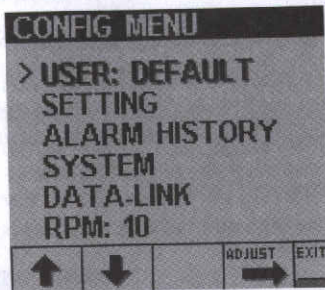 CONFIG MENU
> USER: DEFAULT
SETTING
ALARM HISTORY
SYSTEM
DATA-LINK
RPM: 10
ADJUST EXIT